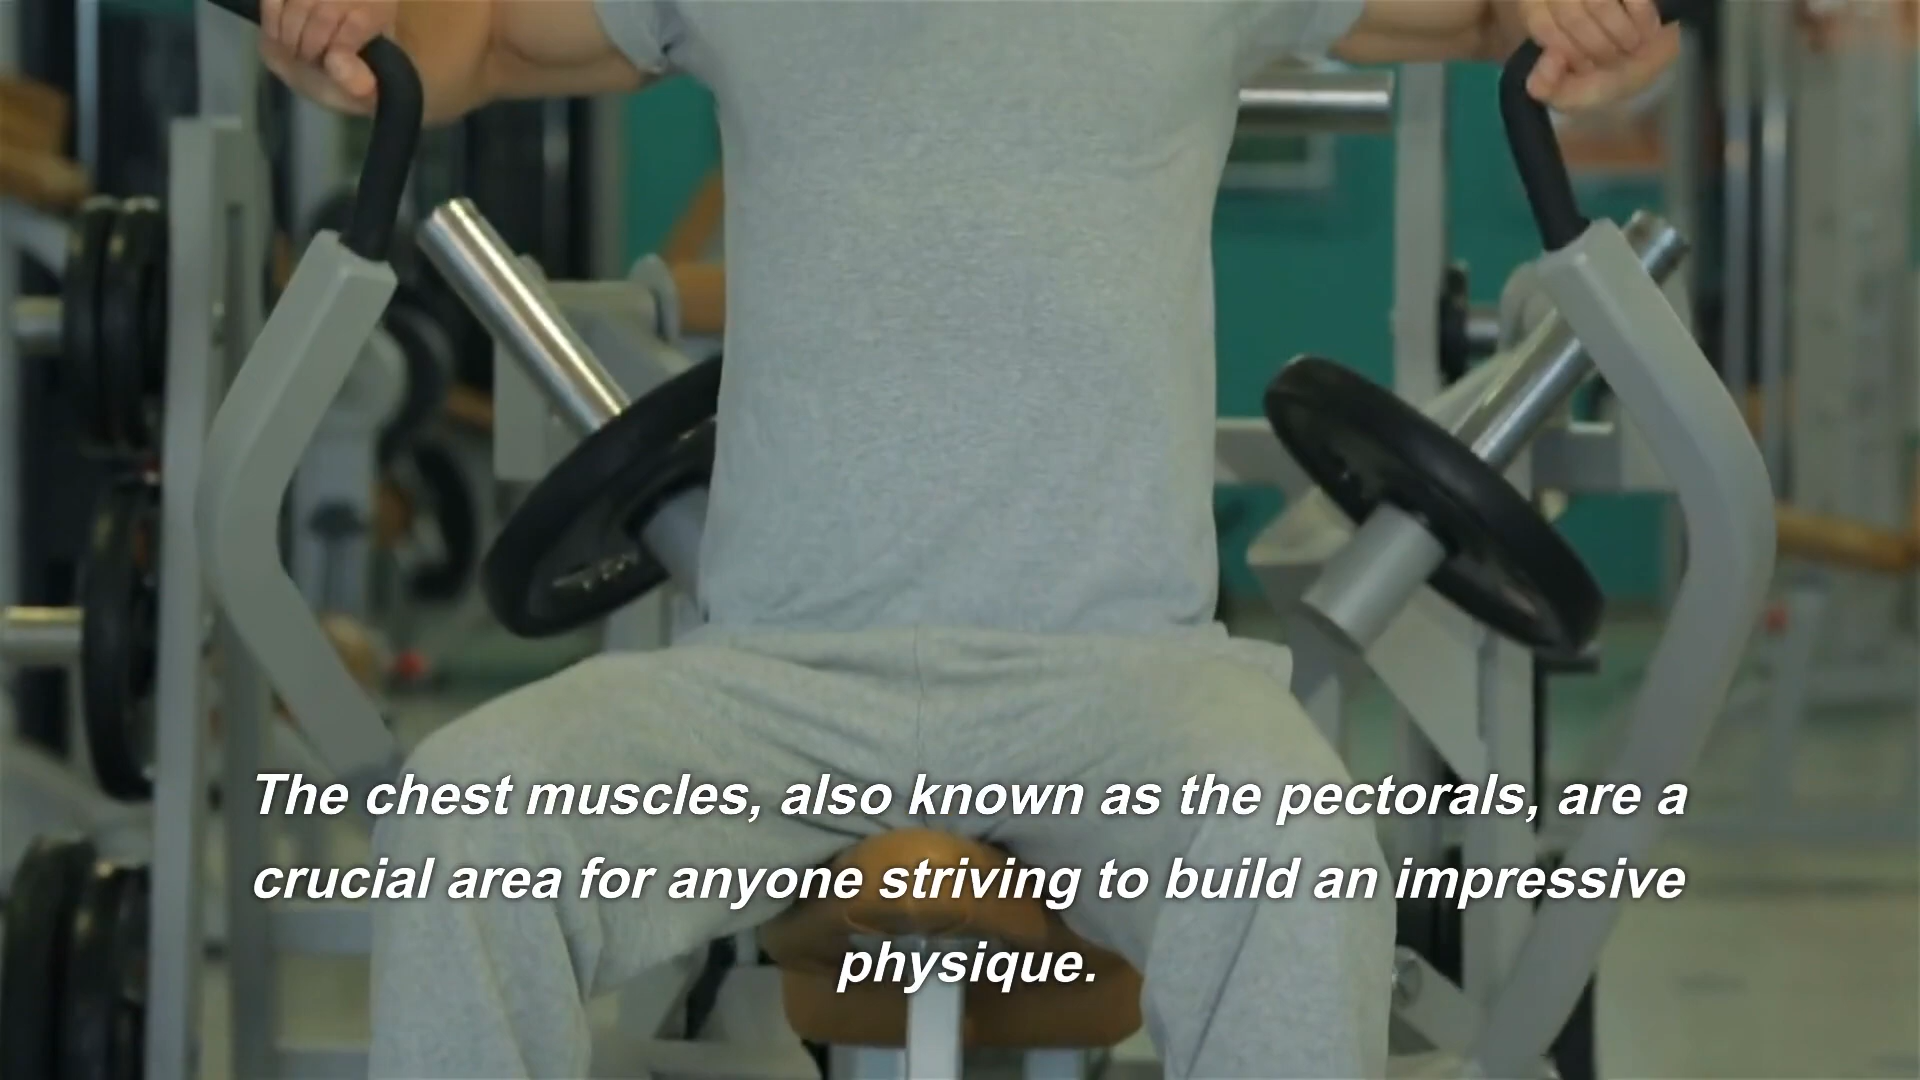 The chest muscles, also known as the pectorals, are a
crucial area for anyone striving to build an impressive
physique.